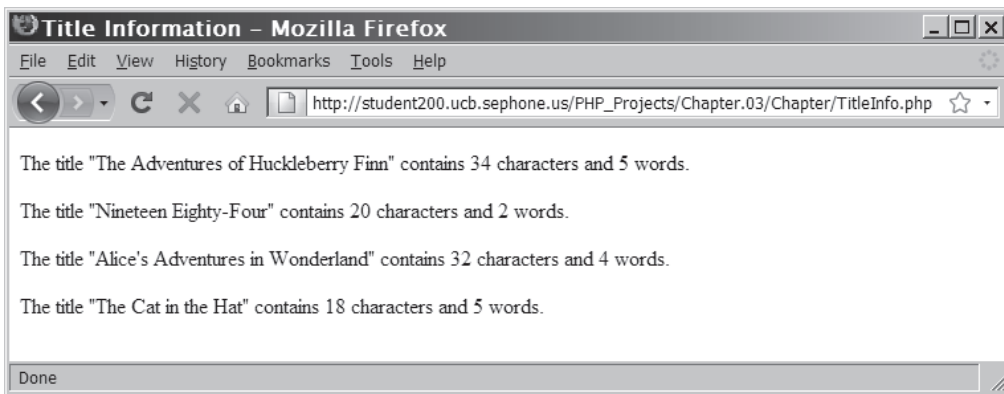 Title Information – Mozilla Firefox
File Edit View History Bookmarks Tools Help
http://student200.ucb.sephone.us/PHP_Projects/Chapter.03/Chapter/TitleInfo.php
The title "The Adventures of Huckleberry Finn" contains 34 characters and 5 words.
The title "Nineteen Eighty-Four" contains 20 characters and 2 words.
The title "Alice's Adventures in Wonderland" contains 32 characters and 4 words.
The title "The Cat in the Hat" contains 18 characters and 5 words.
Done